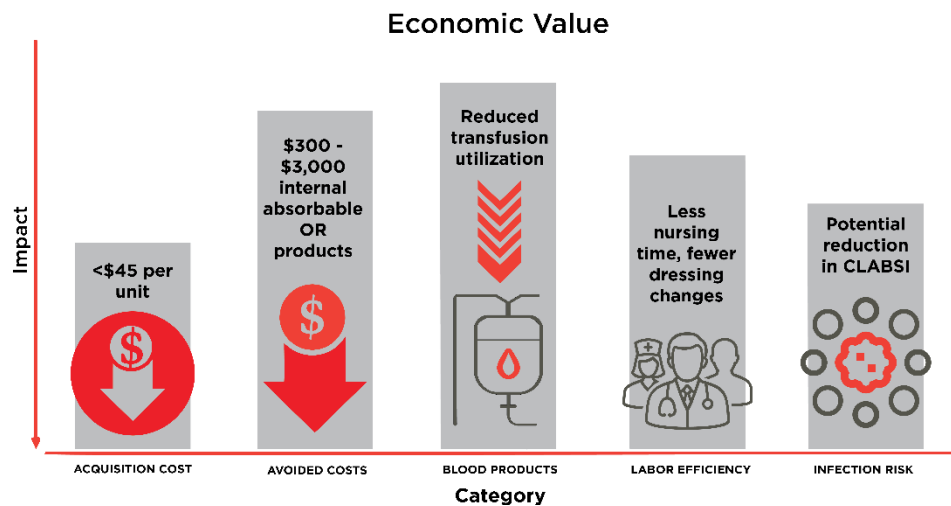 Economic Value
Impact
<$45 per
unit
$
$300 -
$3,000
internal
absorbable
OR
products
$
Reduced
transfusion
utilization
Less
nursing
time, fewer
dressing
changes
Potential
reduction
in CLABSI
ACQUISITION COST
AVOIDED COSTS
BLOOD PRODUCTS
LABOR EFFICIENCY
INFECTION RISK
Category